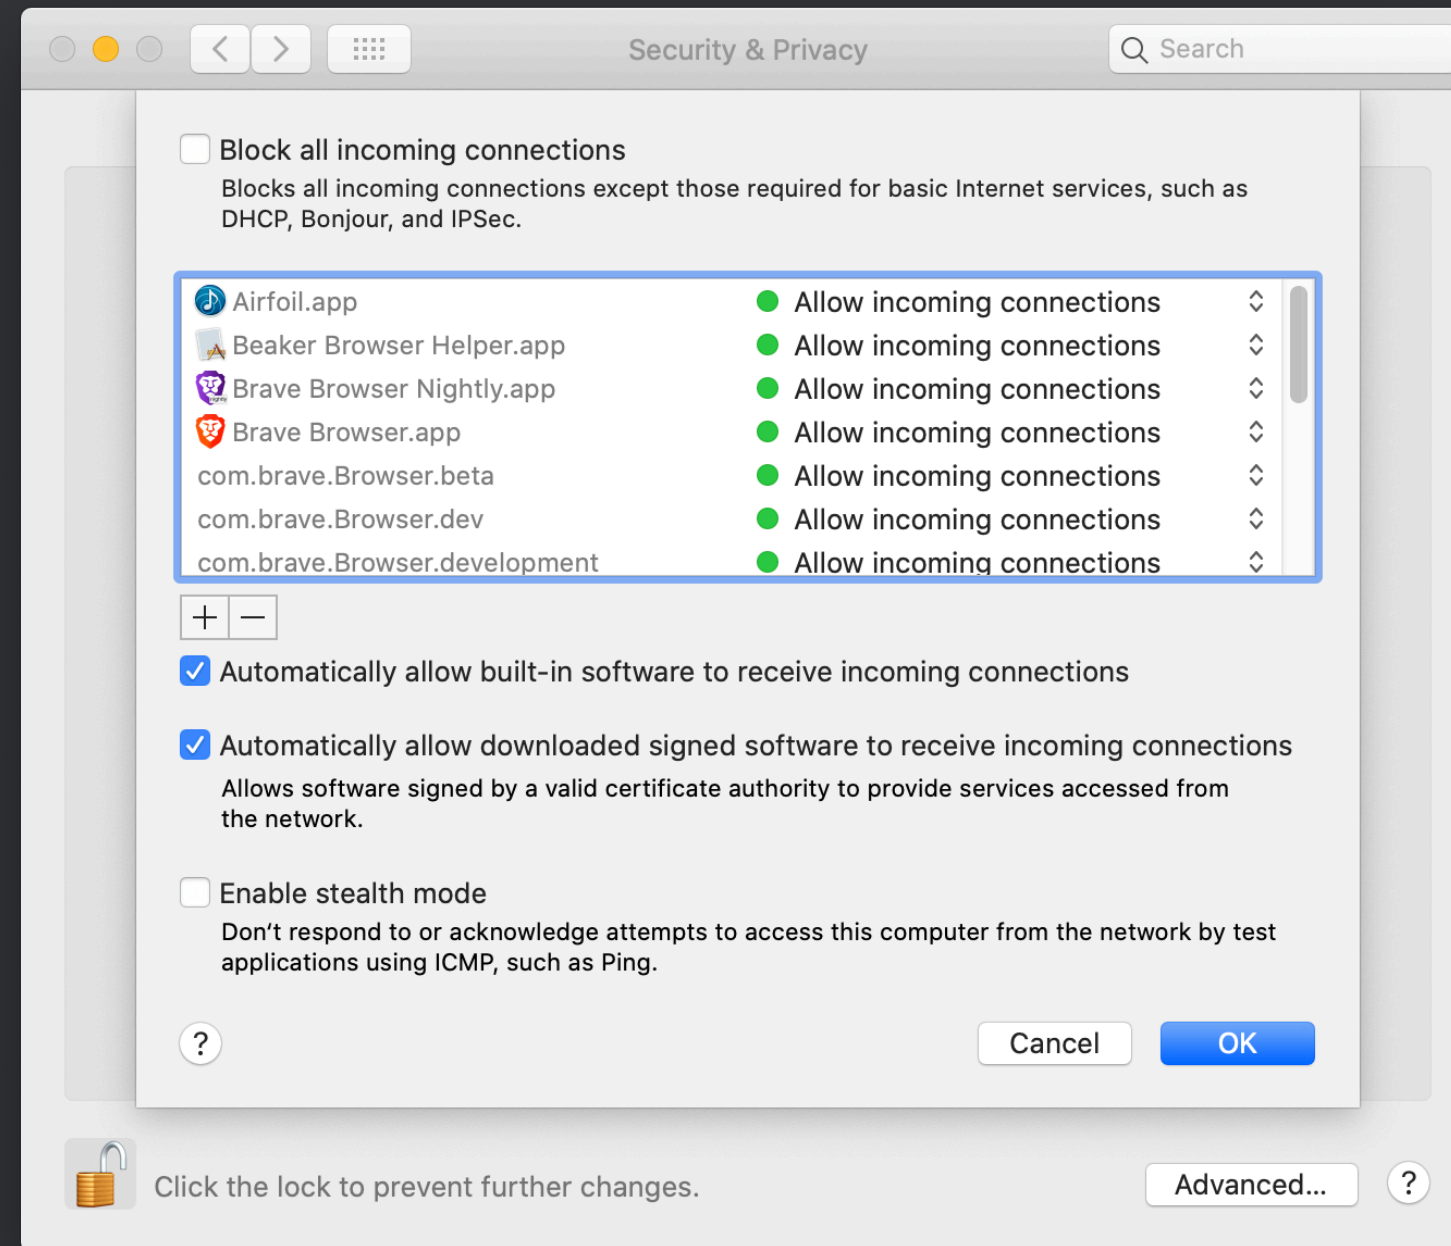 Security & Privacy
Search
Block all incoming connections
Blocks all incoming connections except those required for basic Internet services, such as
DHCP, Bonjour, and IPSec.
Airfoil.app Allow incoming connections
Beaker Browser Helper.app Allow incoming connections
Brave Browser Nightly.app Allow incoming connections
Brave Browser.app Allow incoming connections
com.brave.Browser.beta Allow incoming connections
com.brave.Browser.dev Allow incoming connections
com.brave.Browser.development Allow incoming connections
Automatically allow built-in software to receive incoming connections
Automatically allow downloaded signed software to receive incoming connections
Allows software signed by a valid certificate authority to provide services accessed from
the network.
Enable stealth mode
Don‘t respond to or acknowledge attempts to access this computer from the network by test
applications using ICMP, such as Ping.
? Cancel OK
Click the lock to prevent further changes. Advanced... ?